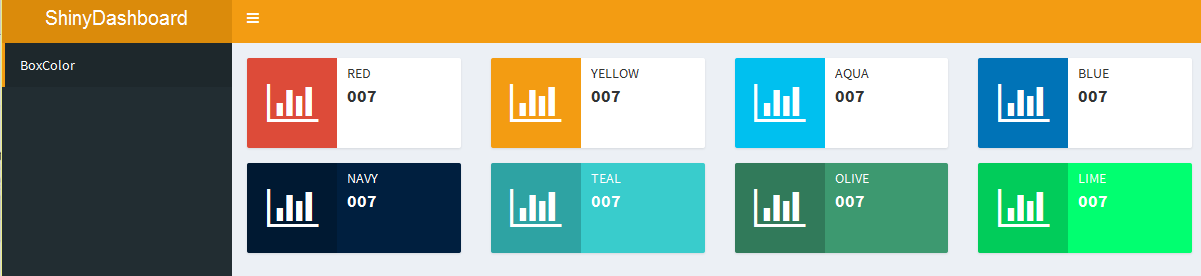 ShinyDashboard
BoxColor
RED
007
YELLOW
007
AQUA
007
BLUE
007
NAVY
007
TEAL
007
OLIVE
007
LIME
007